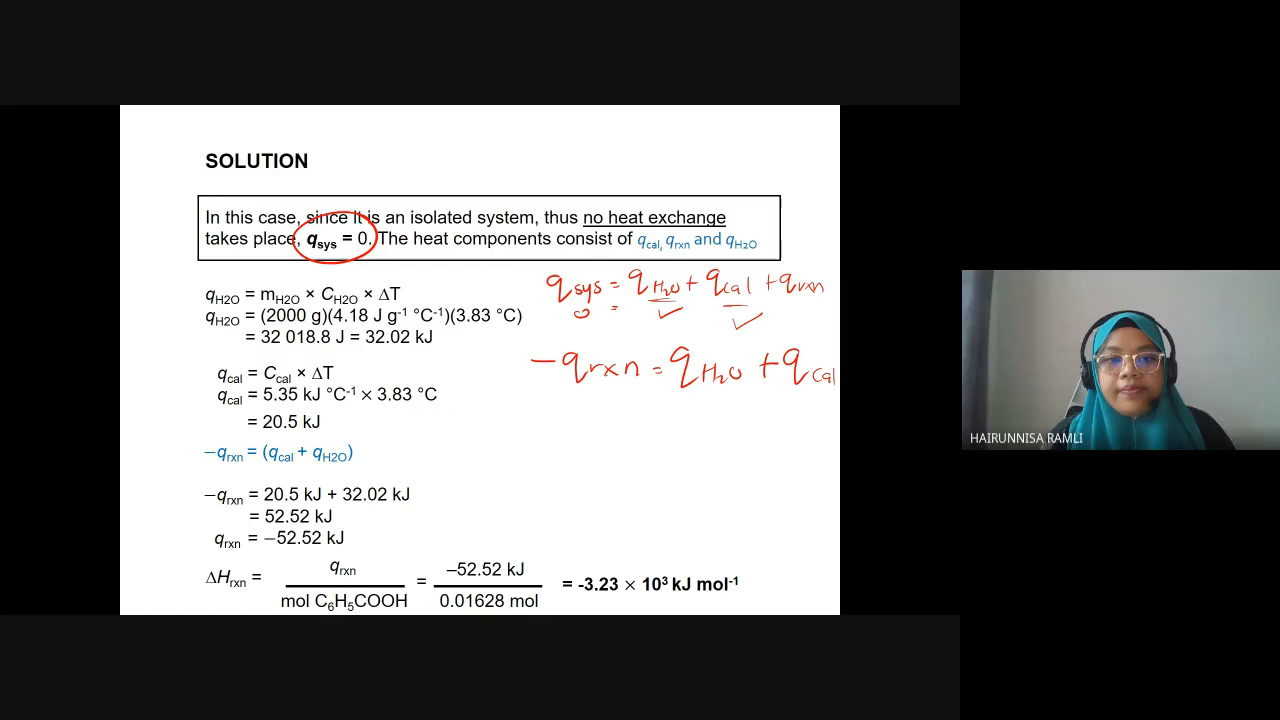 SOLUTION
In this case, since it is an isolated system, thus no heat exchange
takes place, qsys = 0. The heat components consist of qcal, qrxn and qH2O
qsys = qH2O + qcal + qrxn
0 =
qH2O = mH2O × CH2O × ΔT
qH2O = (2000 g)(4.18 J g-1 °C-1)(3.83 °C)
= 32 018.8 J = 32.02 kJ
−qrxn = qH2O + qcal
qcal = Ccal × ΔT
qcal = 5.35 kJ °C-1 × 3.83 °C
= 20.5 kJ
−qrxn = (qcal + qH2O)
−qrxn = 20.5 kJ + 32.02 kJ
= 52.52 kJ
qrxn = −52.52 kJ
ΔHrxn = qrxn / mol C6H5COOH = –52.52 kJ / 0.01628 mol = -3.23 × 10³ kJ mol-1
HAIRUNNISA RAMLI